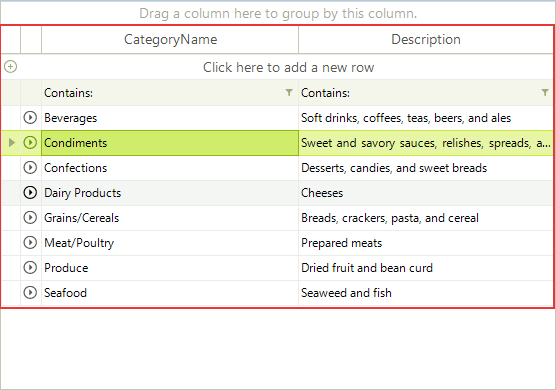 Drag a column here to group by this column.
CategoryName Description
Click here to add a new row
Contains: Contains:
Beverages Soft drinks, coffees, teas, beers, and ales
Condiments Sweet and savory sauces, relishes, spreads, a...
Confections Desserts, candies, and sweet breads
Dairy Products Cheeses
Grains/Cereals Breads, crackers, pasta, and cereal
Meat/Poultry Prepared meats
Produce Dried fruit and bean curd
Seafood Seaweed and fish